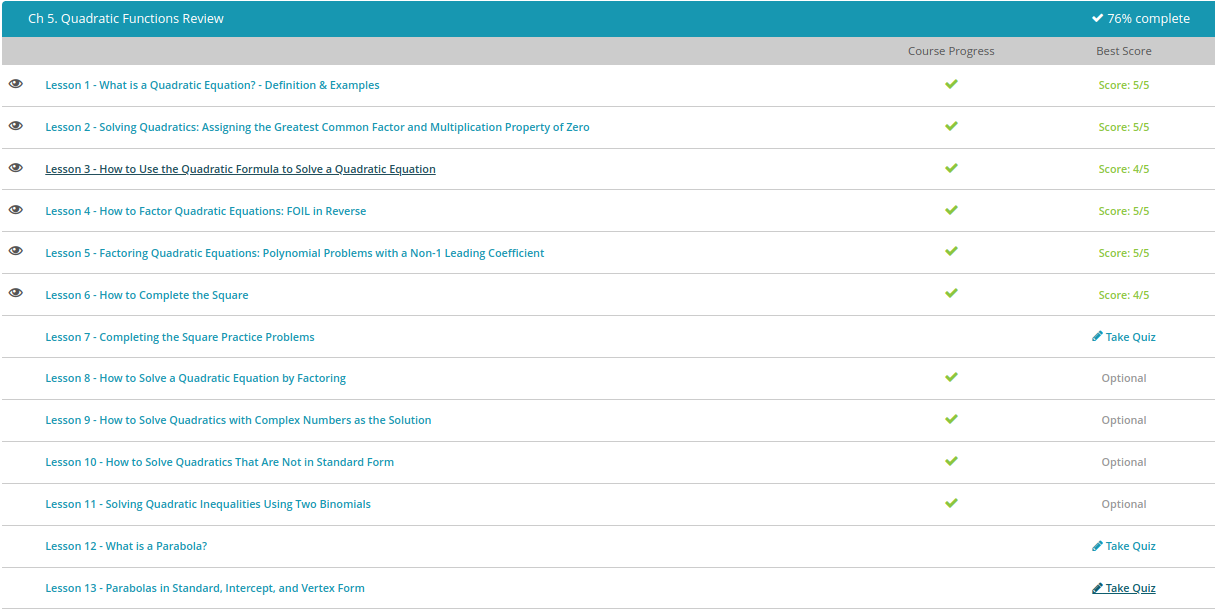 Ch 5. Quadratic Functions Review 76% complete
Course Progress Best Score
Lesson 1 - What is a Quadratic Equation? - Definition & Examples Score: 5/5
Lesson 2 - Solving Quadratics: Assigning the Greatest Common Factor and Multiplication Property of Zero Score: 5/5
Lesson 3 - How to Use the Quadratic Formula to Solve a Quadratic Equation Score: 4/5
Lesson 4 - How to Factor Quadratic Equations: FOIL in Reverse Score: 5/5
Lesson 5 - Factoring Quadratic Equations: Polynomial Problems with a Non-1 Leading Coefficient Score: 5/5
Lesson 6 - How to Complete the Square Score: 4/5
Lesson 7 - Completing the Square Practice Problems Take Quiz
Lesson 8 - How to Solve a Quadratic Equation by Factoring Optional
Lesson 9 - How to Solve Quadratics with Complex Numbers as the Solution Optional
Lesson 10 - How to Solve Quadratics That Are Not in Standard Form Optional
Lesson 11 - Solving Quadratic Inequalities Using Two Binomials Optional
Lesson 12 - What is a Parabola? Take Quiz
Lesson 13 - Parabolas in Standard, Intercept, and Vertex Form Take Quiz